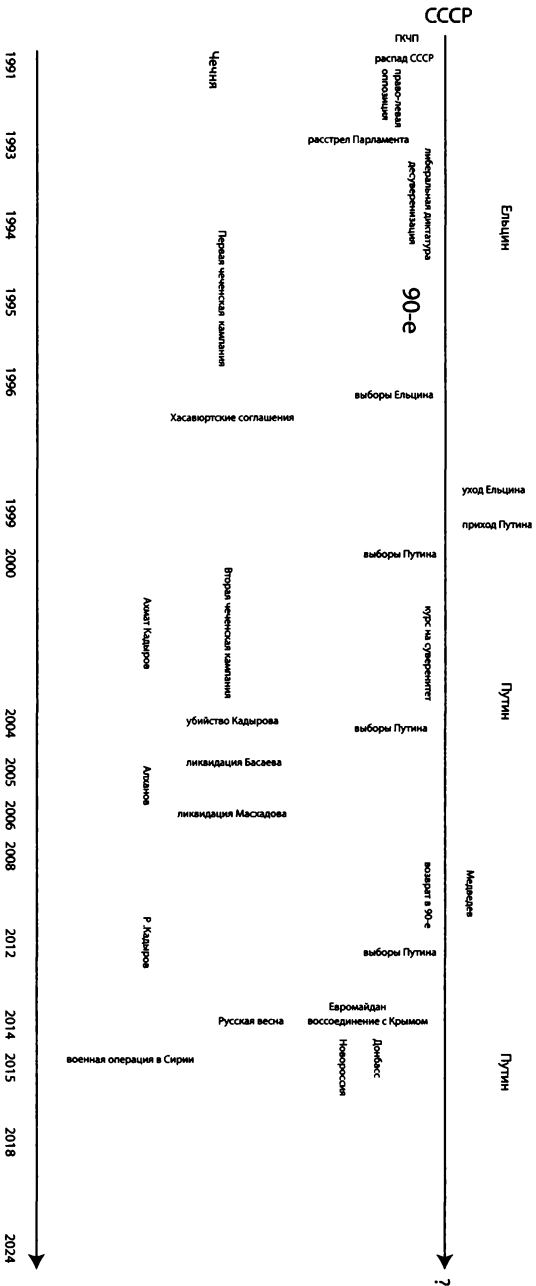 СССР
ГКЧП
распад СССР
1991
Чечня
право-левая
оппозиция
1993
расстрел Парламента
либеральная диктатура
десуверенизация
Ельцин
1994
Первая чеченская кампания
1995
90-е
1996
выборы Ельцина
Хасавюртские соглашения
уход Ельцина
1999
приход Путина
2000
выборы Путина
Вторая чеченская кампания
Ахмат Кадыров
курс на суверенитет
Путин
2004
убийство Кадырова
выборы Путина
2005
ликвидация Басаева
Алханов
2006
ликвидация Масхадова
2008
возврат в 90-е
Медведев
2012
Р .Кадыров
выборы Путина
Евромайдан
2014
Русская весна
воссоединение с Крымом
2015
военная операция в Сирии
Новороссия
Донбасс
Путин
2018
2024
?